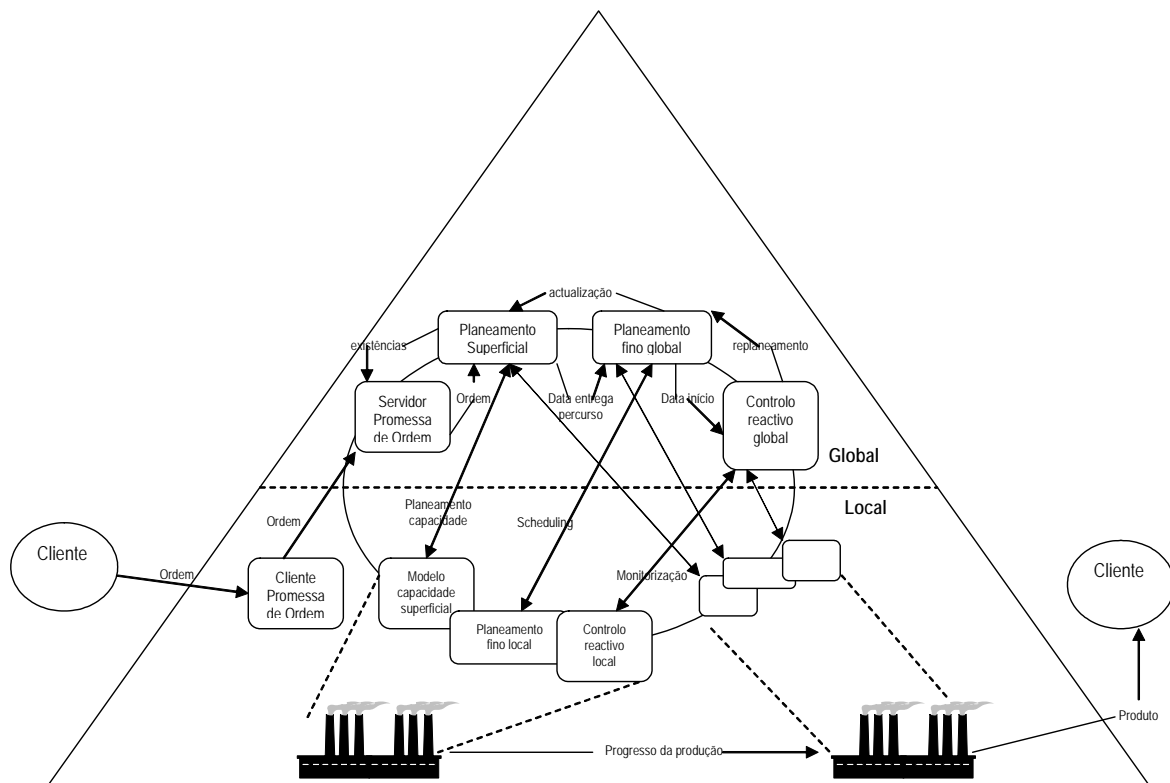 actualização
Planeamento
Superficial
Planeamento
fino global
existências
replaneamento
Servidor
Promessa
de Ordem
Ordem
Data entrega
percurso
Data início
Controlo
reactivo
global
Global
Local
Planeamento
capacidade
Scheduling
Ordem
Cliente
Ordem
Cliente
Promessa
de Ordem
Modelo
capacidade
superficial
Monitorização
Cliente
Planeamento
fino local
Controlo
reactivo
local
Produto
Progresso da produção